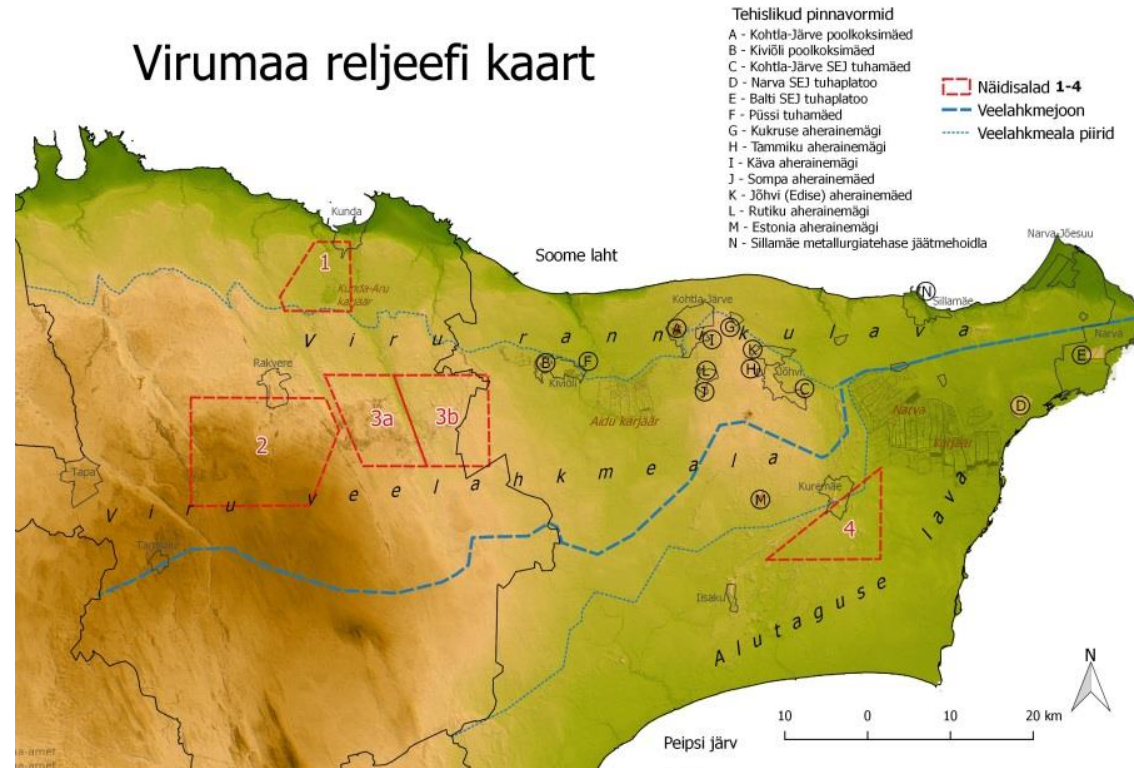 Virumaa reljeefi kaart
Tehislikud pinnavormid
A - Kohtla-Järve poolkoksimäed
B - Kiviõli poolkoksimäed
C - Kohtla-Järve SEJ tuhamäed
D - Narva SEJ tuhaplatoo
E - Balti SEJ tuhaplatoo
F - Püssi tuhamäed
G - Kukruse aherainemägi
H - Tammiku aherainemägi
I - Käva aherainemägi
J - Sompa aherainemäed
K - Jõhvi (Edise) aherainemäed
L - Rutiku aherainemägi
M - Estonia aherainemägi
N - Sillamäe metallurgiatehase jäätmehoidla
Näidisalad 1-4
Veelahkmejoon
Veelahkmeala piirid
Kunda
Soome laht
Narva-Jõesuu
1
Kunda-Aru
karjäär
N
Sillamäe
Kohtla-Järve
A
G
I
K
Viru rannikulava
Narva
E
Rakvere
B
F
Kiviõli
L
H
Jõhvi
J
C
3a
3b
Aidu karjäär
Narva
karjäär
D
2
Tapa
Viru veelahkmeala
Kuremäe
M
4
Tamsalu
Iisaku
Alutaguse lava
N
10 0 10 20 km
Peipsi järv
aa-amet
aa-amet